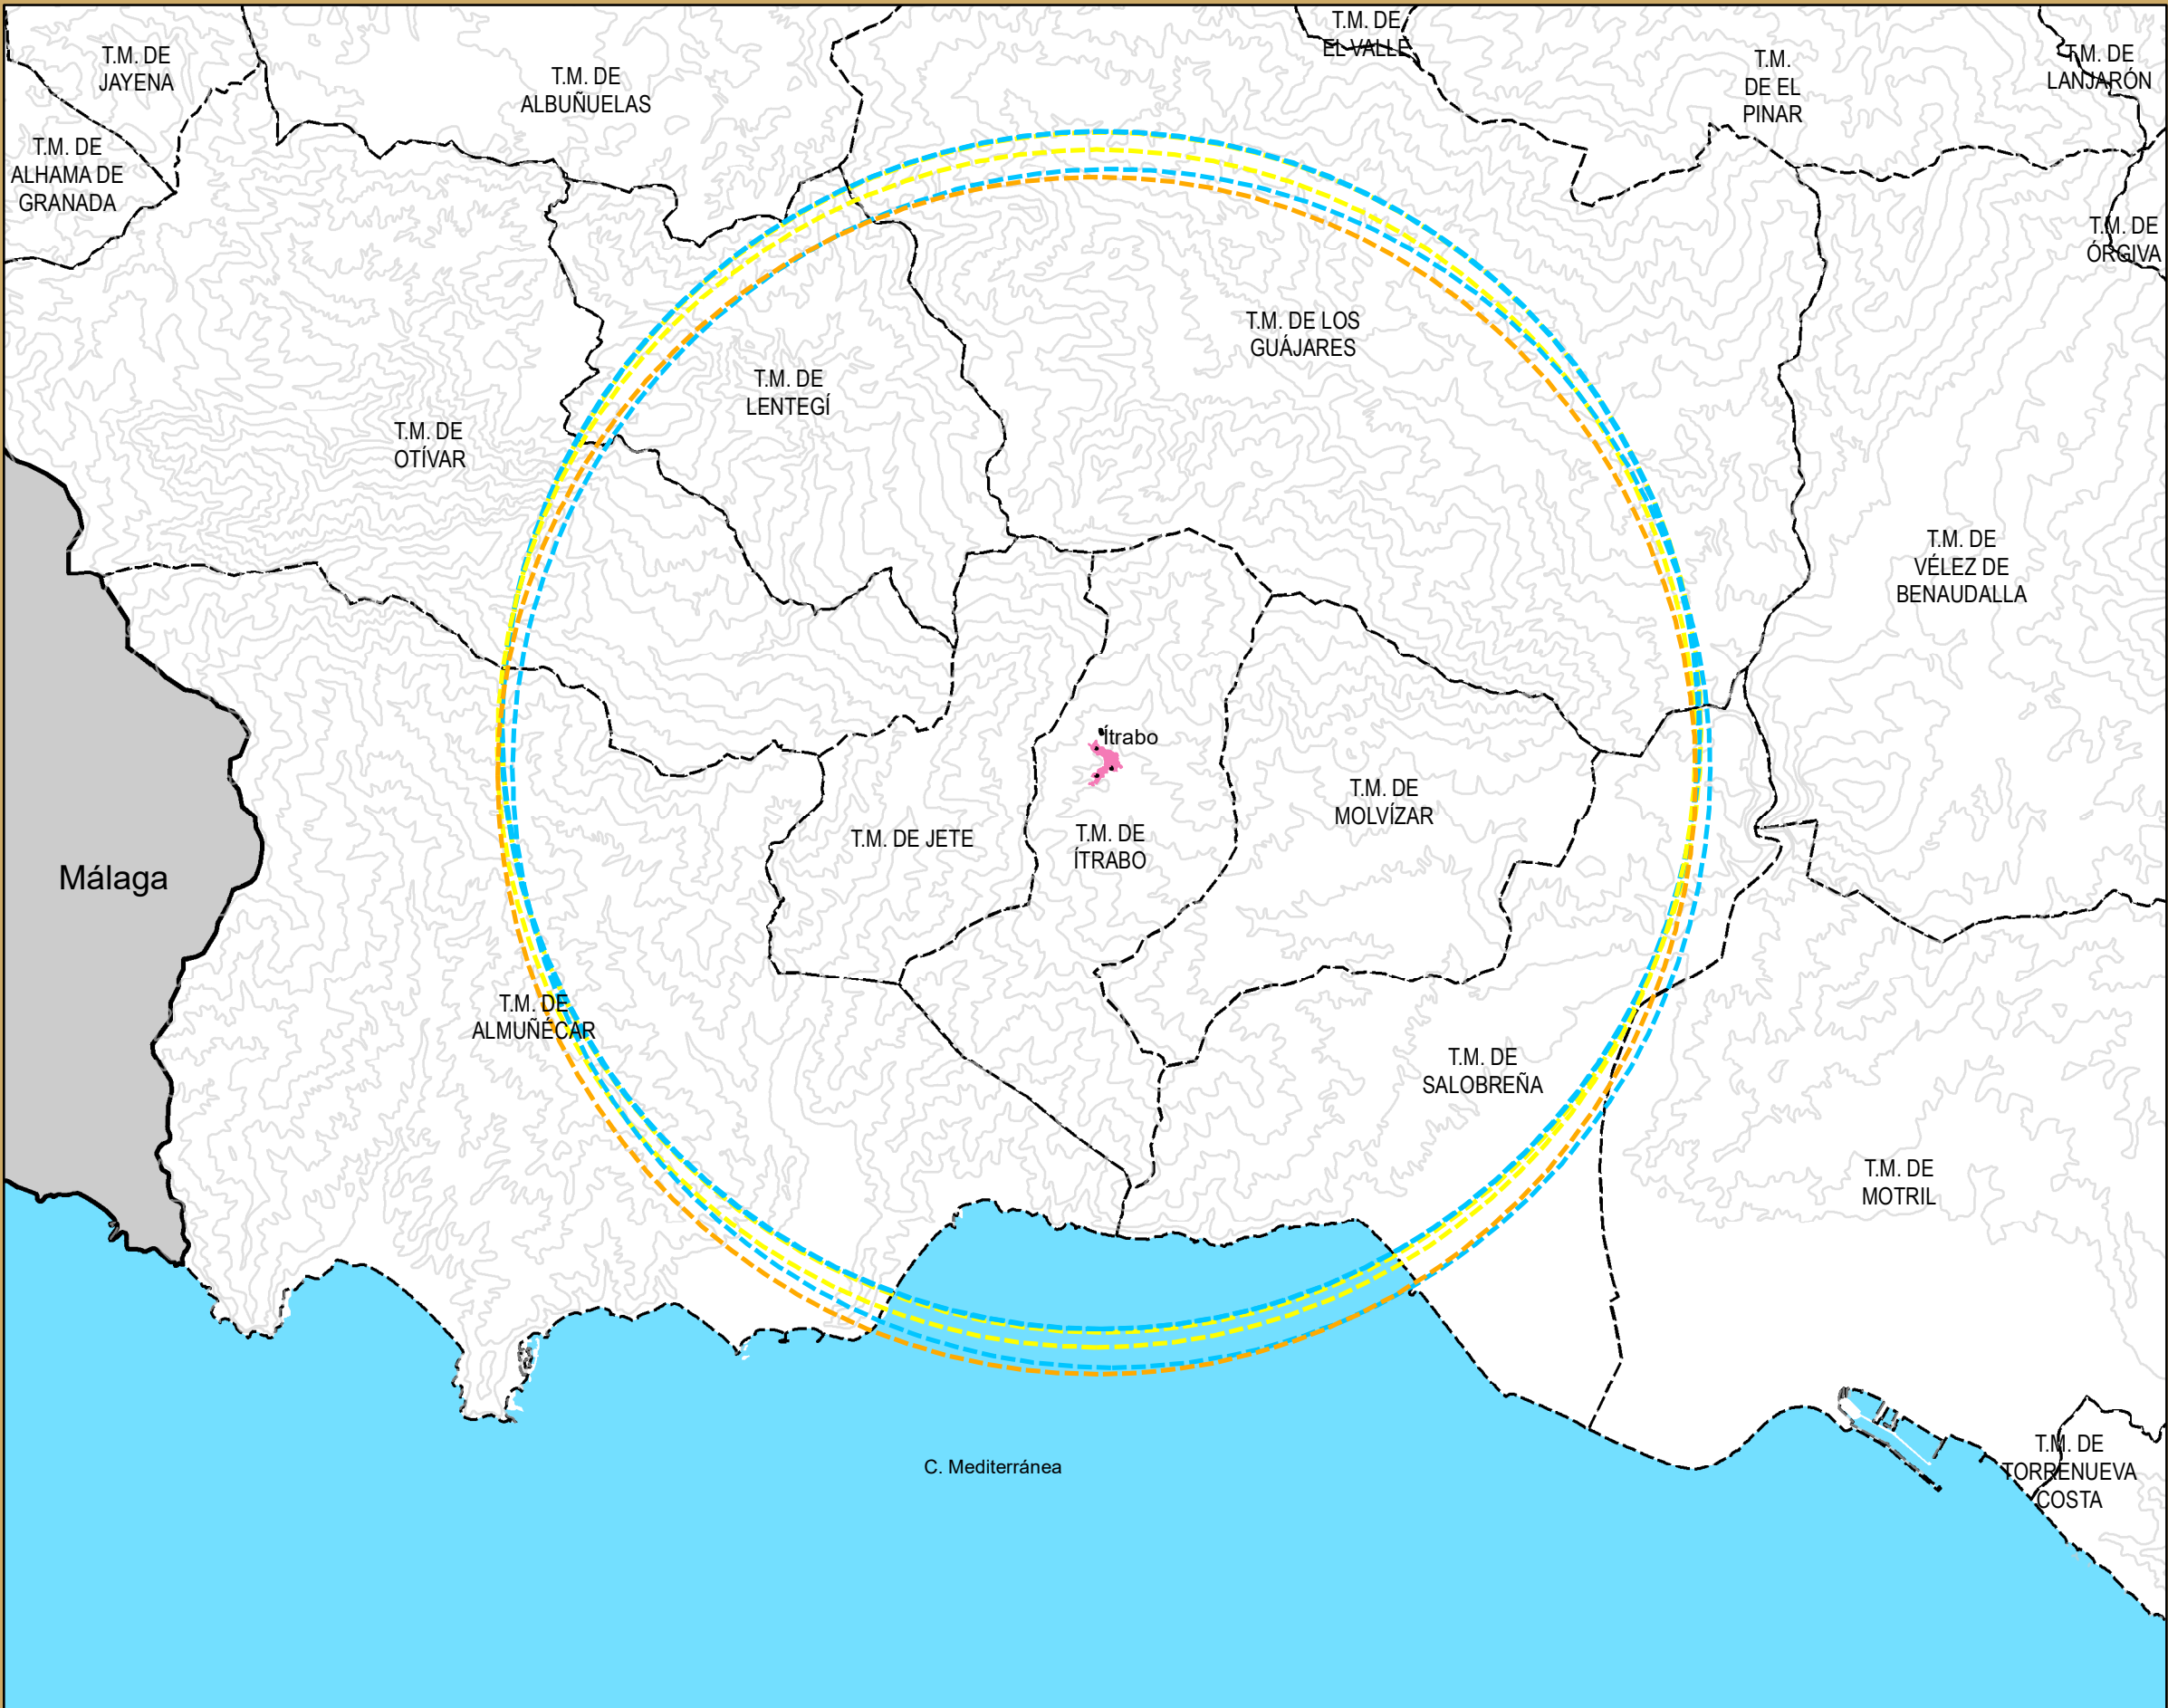 T.M. DE
JAYENA
T.M. DE
ALBUÑUELAS
T.M. DE
EL VALLE
T.M.
DE EL
PINAR
T.M. DE
LANJARÓN
T.M. DE
ALHAMA DE
GRANADA
T.M. DE
ÓRGIVA
T.M. DE LOS
GUÁJARES
T.M. DE
LENTEGÍ
T.M. DE
OTÍVAR
T.M. DE
VÉLEZ DE
BENAUDALLA
Ítrabo
T.M. DE
MOLVÍZAR
T.M. DE JETE
T.M. DE
ÍTRABO
Málaga
T.M. DE
ALMUÑÉCAR
T.M. DE
SALOBREÑA
T.M. DE
MOTRIL
C. Mediterránea
T.M. DE
TORRENUEVA
COSTA